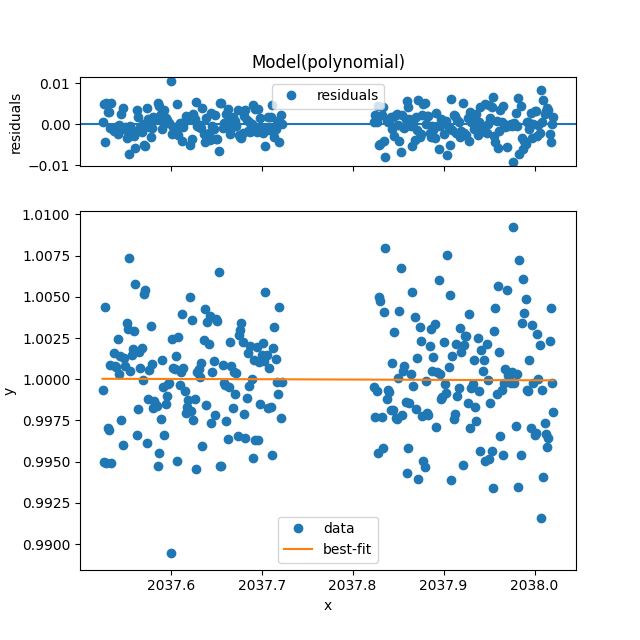 Model(polynomial)
0.01
0.00
−0.01
residuals
residuals
1.0100
1.0075
1.0050
1.0025
1.0000
0.9975
0.9950
0.9925
0.9900
y
data
best-fit
2037.6 2037.7 2037.8 2037.9 2038.0
x